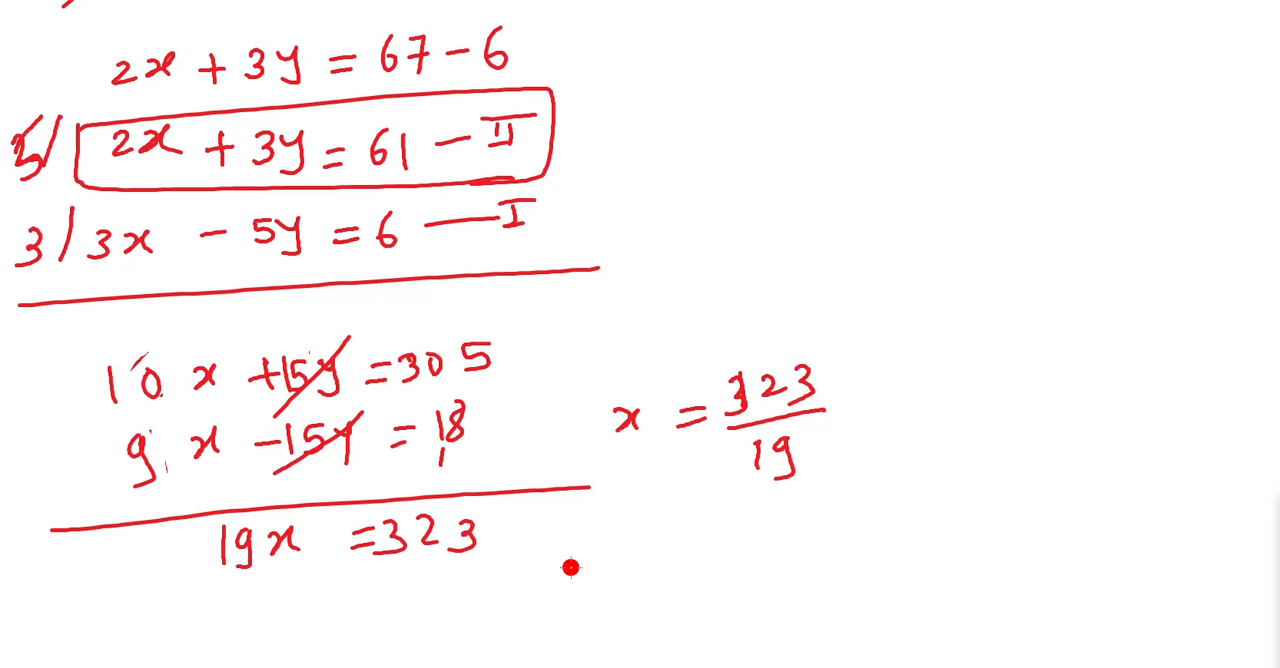 2x + 3y = 67 - 6
5/ 2x + 3y = 61 - II
3/ 3x - 5y = 6 — I
10x + 15y = 305
9x - 15y = 18
19x = 323
x = 323/19